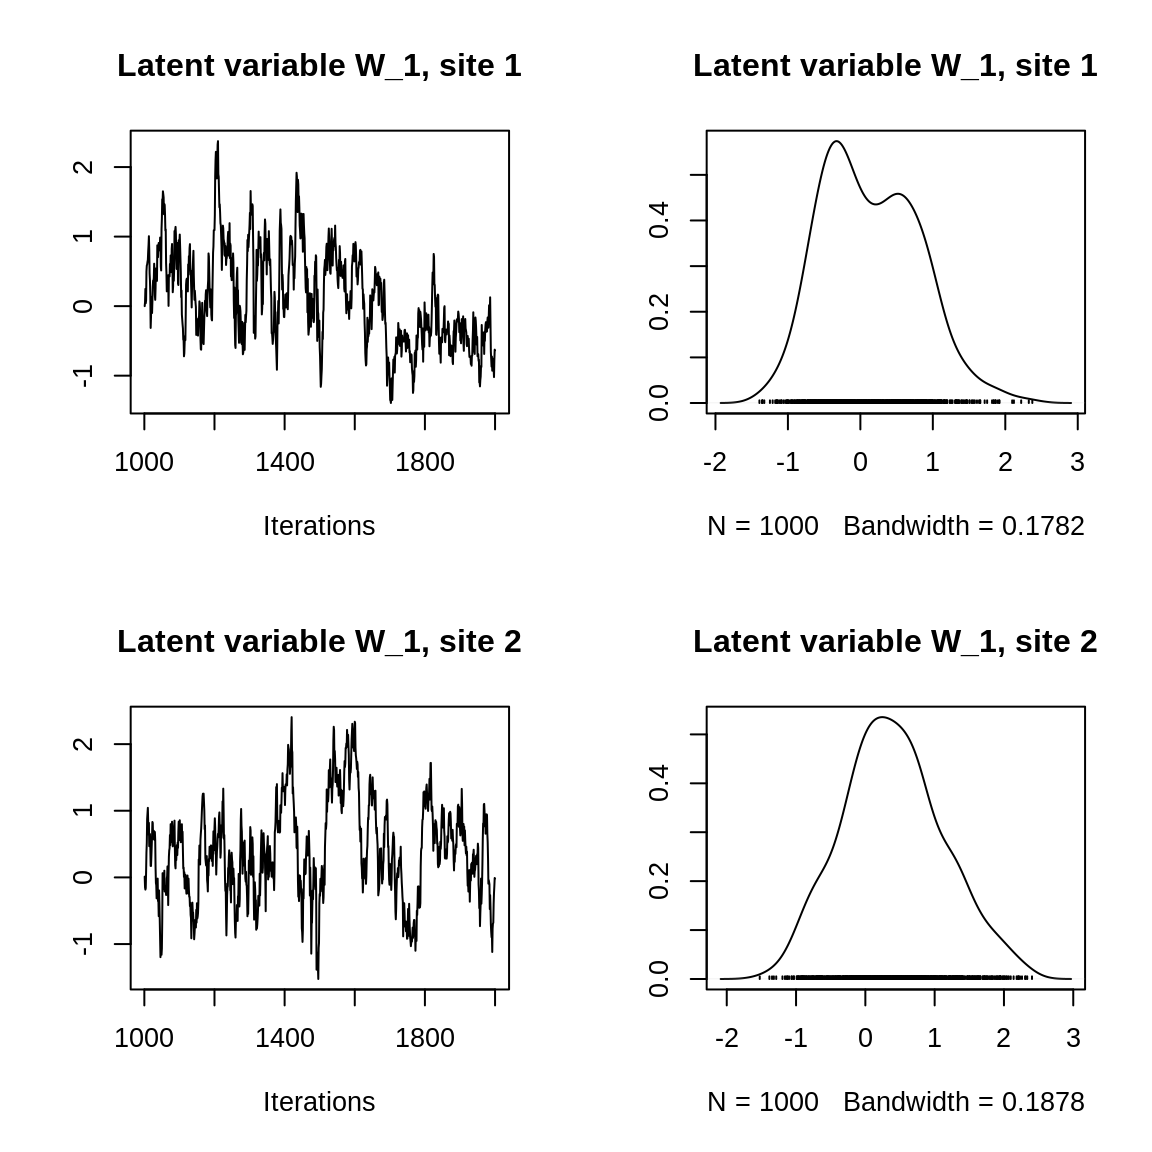 Latent variable W_1, site 1
2
1
0
-1
1000 1400 1800
Iterations
Latent variable W_1, site 1
0.4
0.2
0.0
-2 -1 0 1 2 3
N = 1000 Bandwidth = 0.1782
Latent variable W_1, site 2
2
1
0
-1
1000 1400 1800
Iterations
Latent variable W_1, site 2
0.4
0.2
0.0
-2 -1 0 1 2 3
N = 1000 Bandwidth = 0.1878